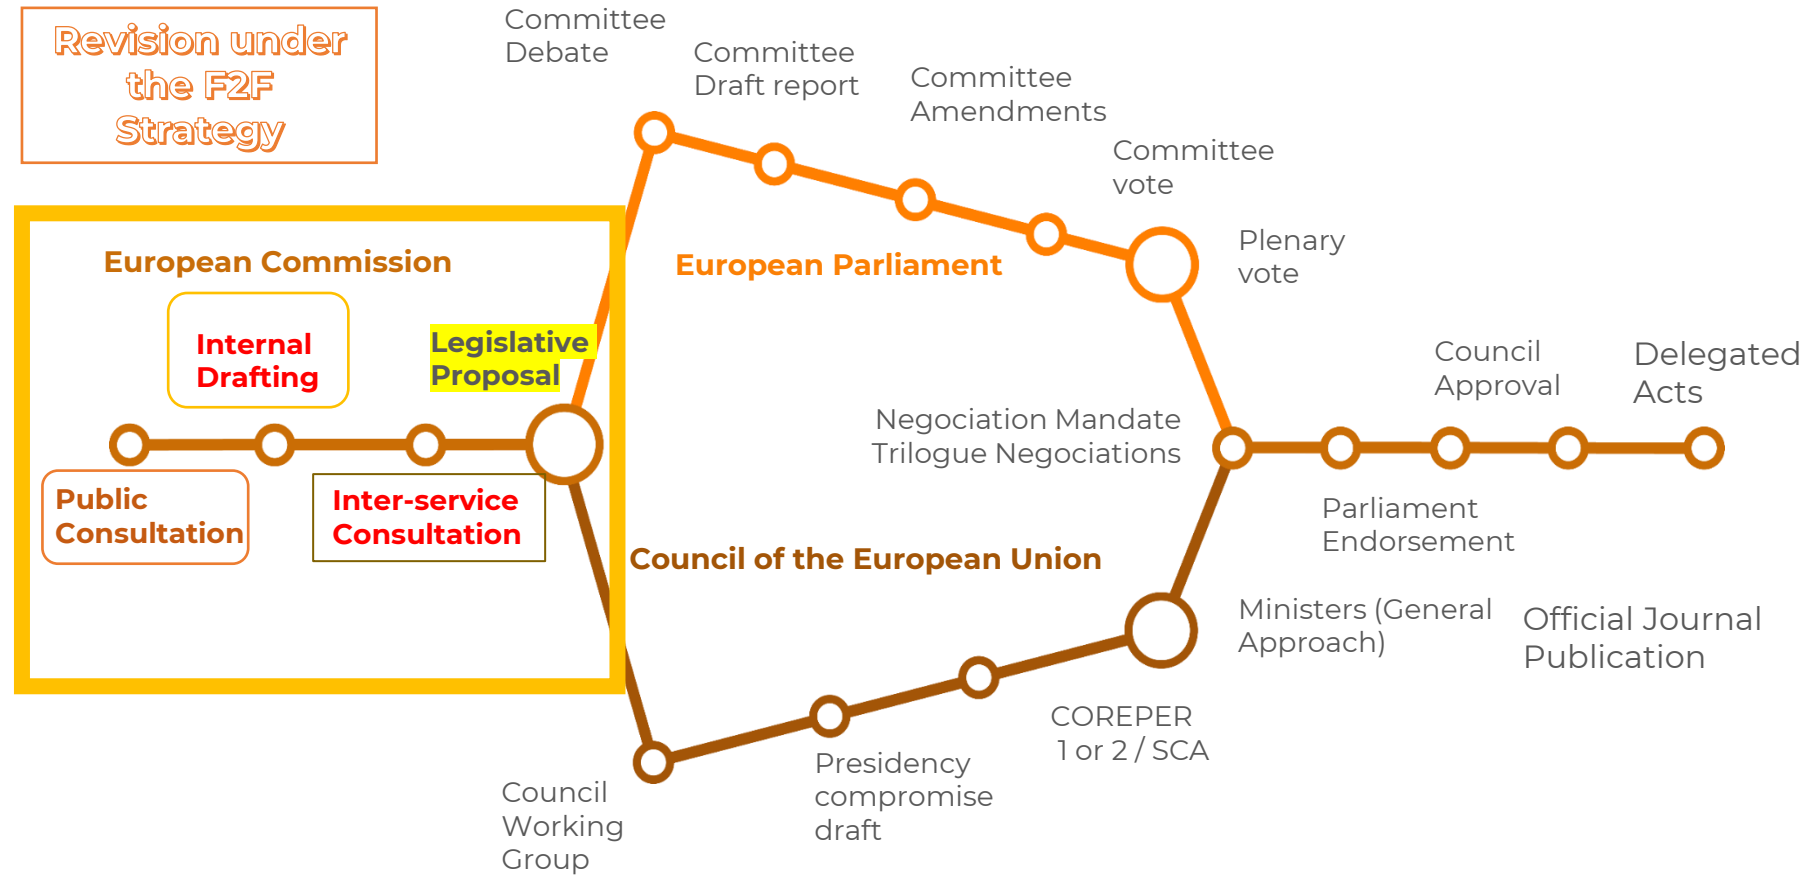 Revision under
the F2F
Strategy
Committee
Debate
Committee
Draft report
Committee
Amendments
Committee
vote
Plenary
vote
European Commission
European Parliament
Internal
Drafting
Legislative
Proposal
Public
Consultation
Inter-service
Consultation
Negociation Mandate
Trilogue Negociations
Council
Approval
Delegated
Acts
Parliament
Endorsement
Council of the European Union
Ministers (General
Approach)
Official Journal
Publication
COREPER
1 or 2 / SCA
Presidency
compromise
draft
Council
Working
Group